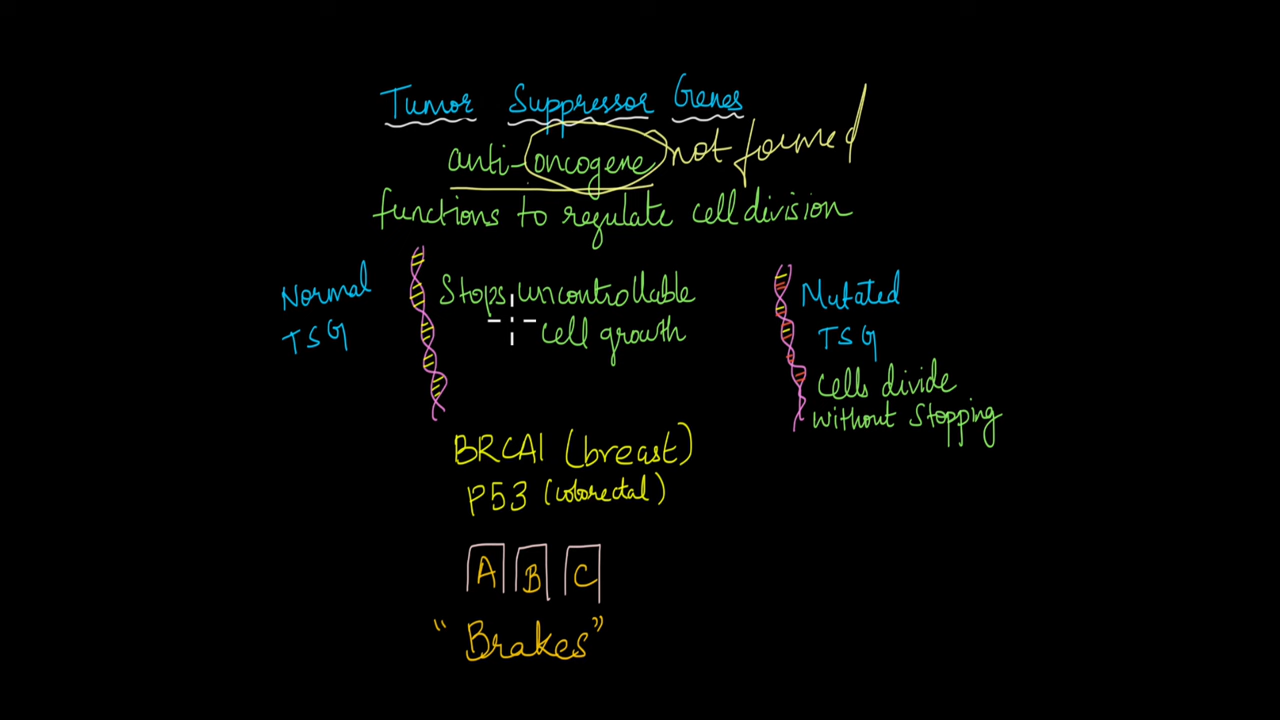 Tumor Suppressor Genes
anti-oncogene not formed
functions to regulate cell division
Normal
TSG
Stops uncontrollable
cell growth
Mutated
TSG
Cells divide
without stopping
BRCA1 (breast)
P53 (colorectal)
A B C
"Brakes"